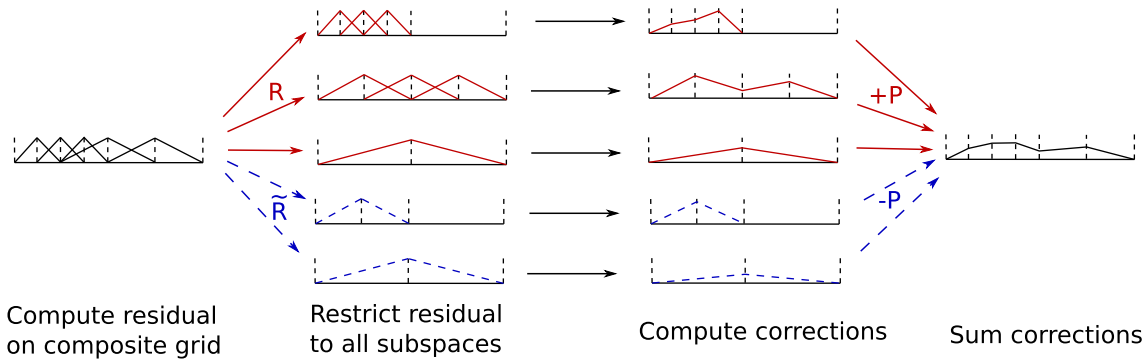 R
+P
R̃
-P
Compute residual
on composite grid
Restrict residual
to all subspaces
Compute corrections
Sum corrections